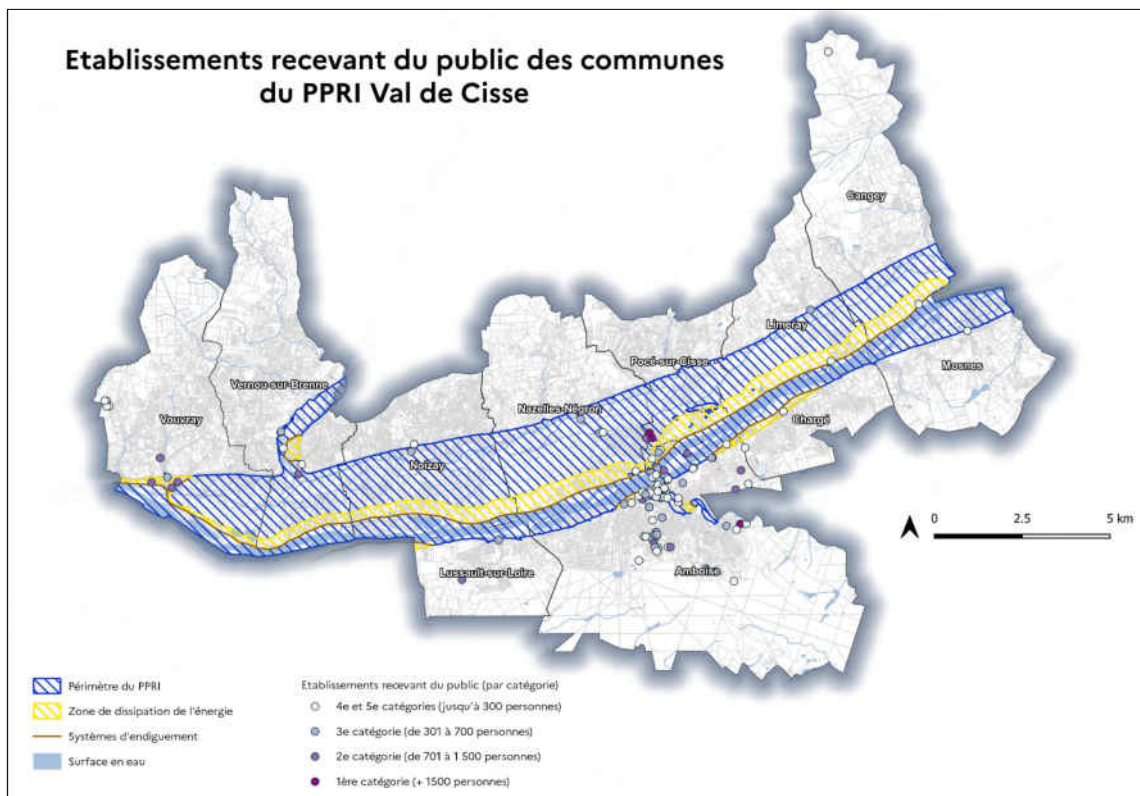 Etablissements recevant du public des communes
du PPRI Val de Cisse
Cangey
Limeray
Mosnes
Pocé-sur-Cisse
Vernou-sur-Brenne
Nazelles-Négron
Vouvray
Chargé
Noizay
Lussault-sur-Loire
Amboise
0 2.5 5 km
Périmètre du PPRI
Zone de dissipation de l'énergie
Systèmes d'endiguement
Surface en eau
Etablissements recevant du public (par catégorie)
4e et 5e catégories (jusqu'à 300 personnes)
3e catégorie (de 301 à 700 personnes)
2e catégorie (de 701 à 1 500 personnes)
1ère catégorie (+ 1500 personnes)